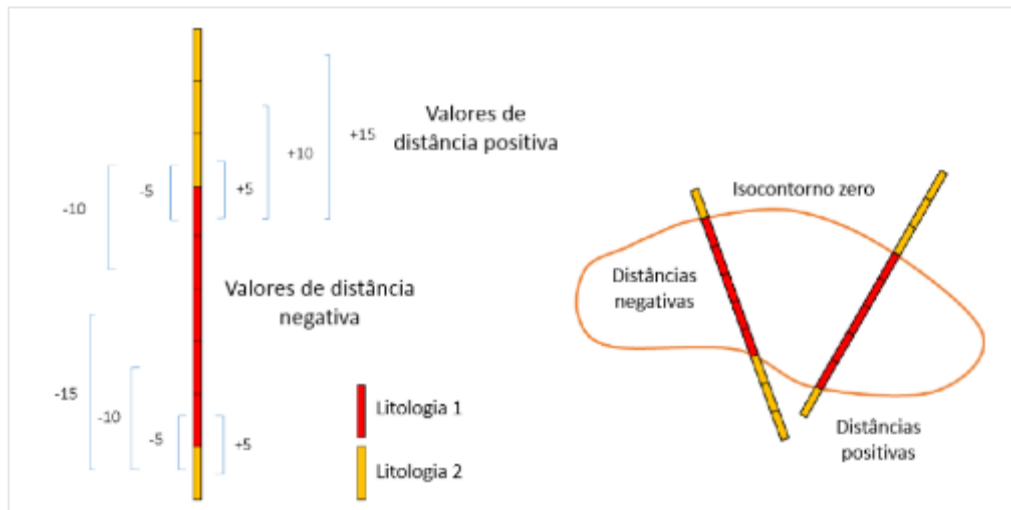 Valores de
distância positiva
+15
+10
+5
-5
-10
Valores de distância
negativa
-15
-10
-5
+5
Litologia 1
Litologia 2
Isocontorno zero
Distâncias
negativas
Distâncias
positivas